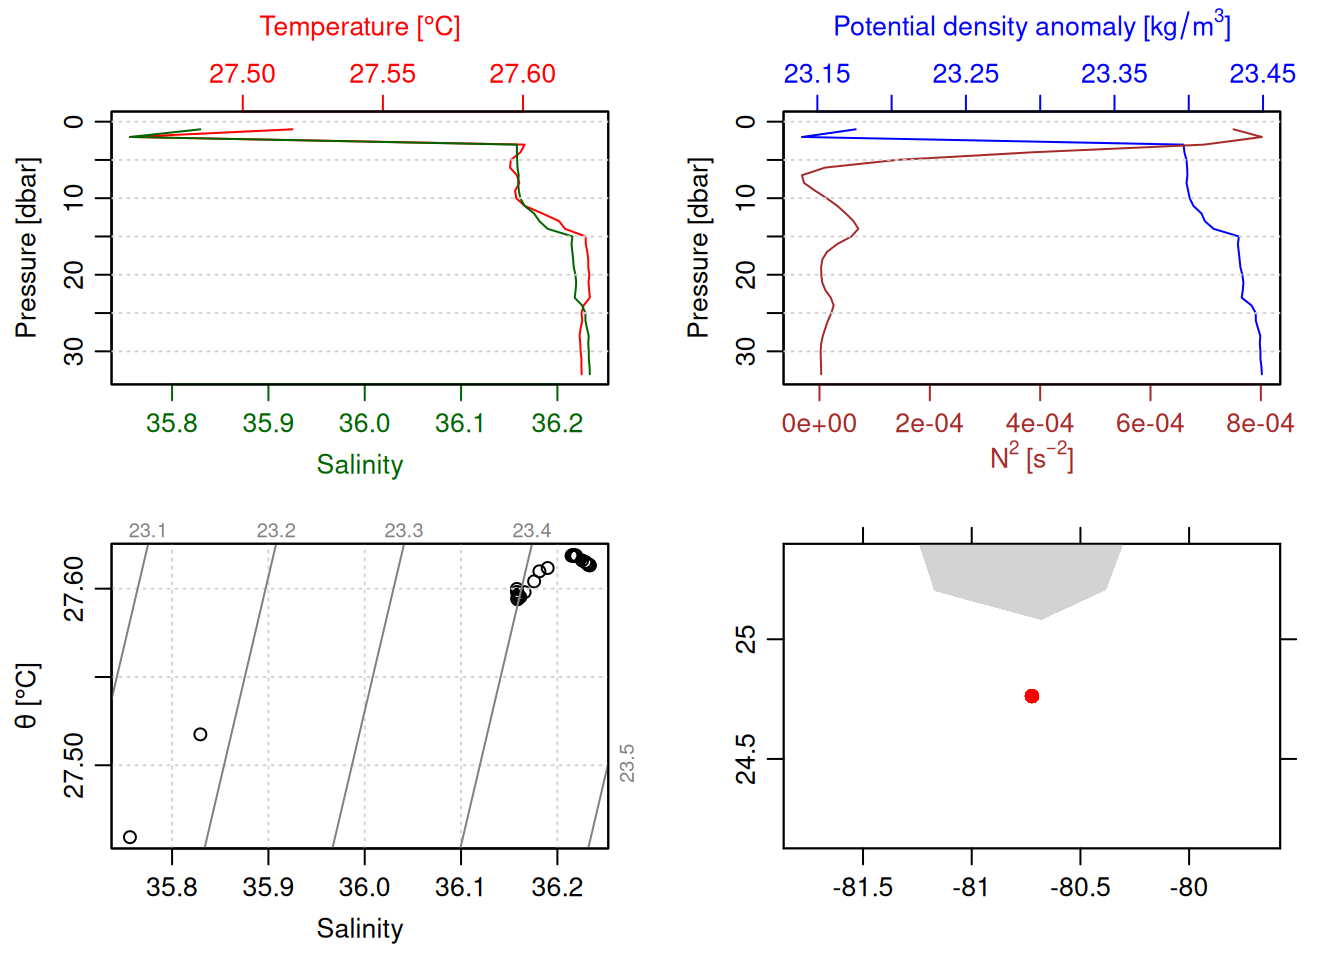 Temperature [°C]
27.50 27.55 27.60
0
10
20
30
Pressure [dbar]
35.8 35.9 36.0 36.1 36.2
Salinity
Potential density anomaly [kg/m³]
23.15 23.25 23.35 23.45
0
10
20
30
Pressure [dbar]
0e+00 2e-04 4e-04 6e-04 8e-04
N² [s⁻²]
23.1 23.2 23.3 23.4
23.5
27.60
27.50
θ [°C]
35.8 35.9 36.0 36.1 36.2
Salinity
25
24.5
-81.5 -81 -80.5 -80